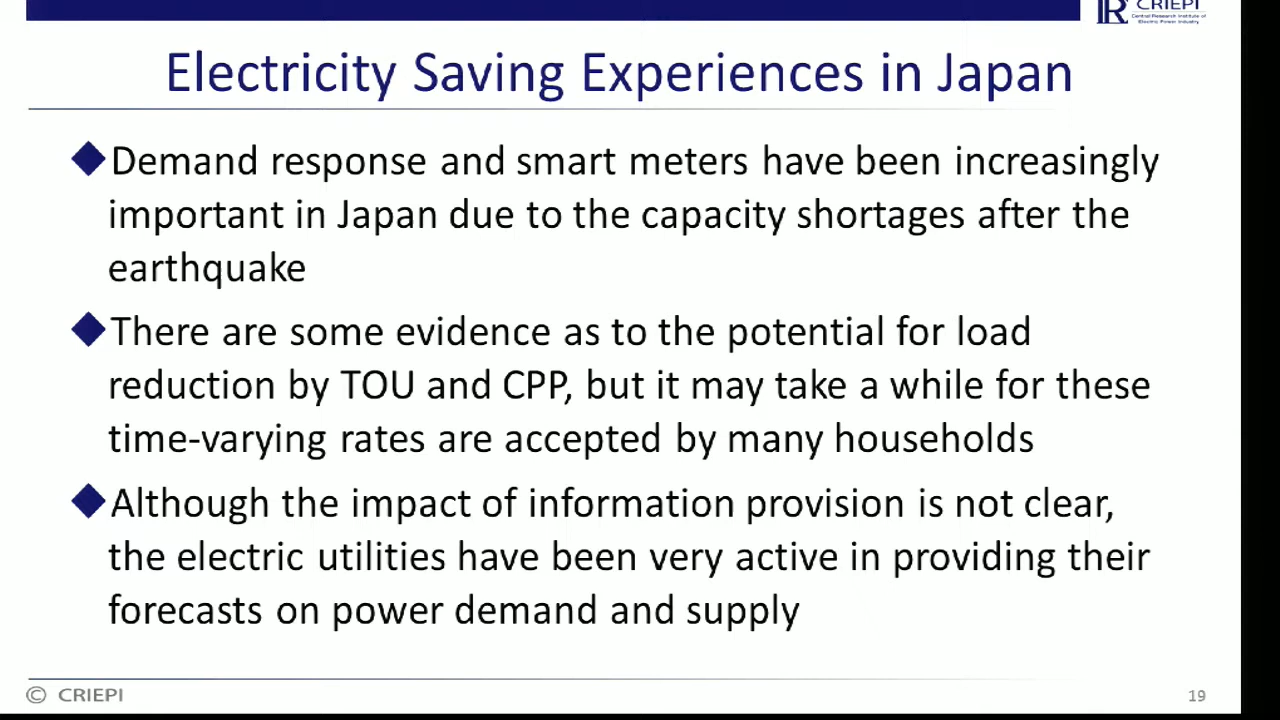 CRIEPI
Central Research Institute of
Electric Power Industry
Electricity Saving Experiences in Japan
Demand response and smart meters have been increasingly
important in Japan due to the capacity shortages after the
earthquake
There are some evidence as to the potential for load
reduction by TOU and CPP, but it may take a while for these
time-varying rates are accepted by many households
Although the impact of information provision is not clear,
the electric utilities have been very active in providing their
forecasts on power demand and supply
© CRIEPI
19